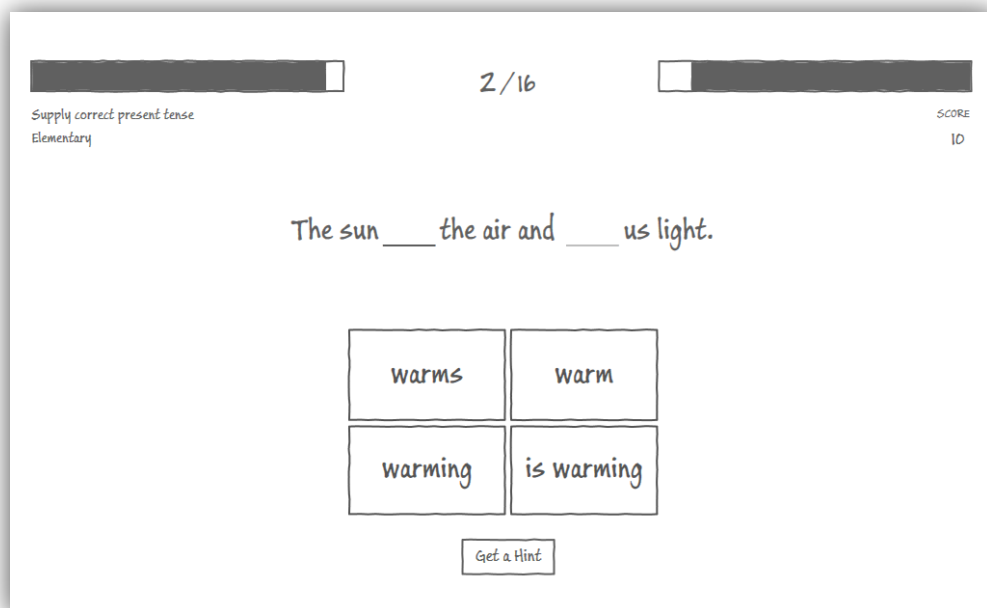 2/16
Supply correct present tense
Elementary
SCORE
10
The sun ____ the air and ____ us light.
warms
warm
warming
is warming
Get a Hint